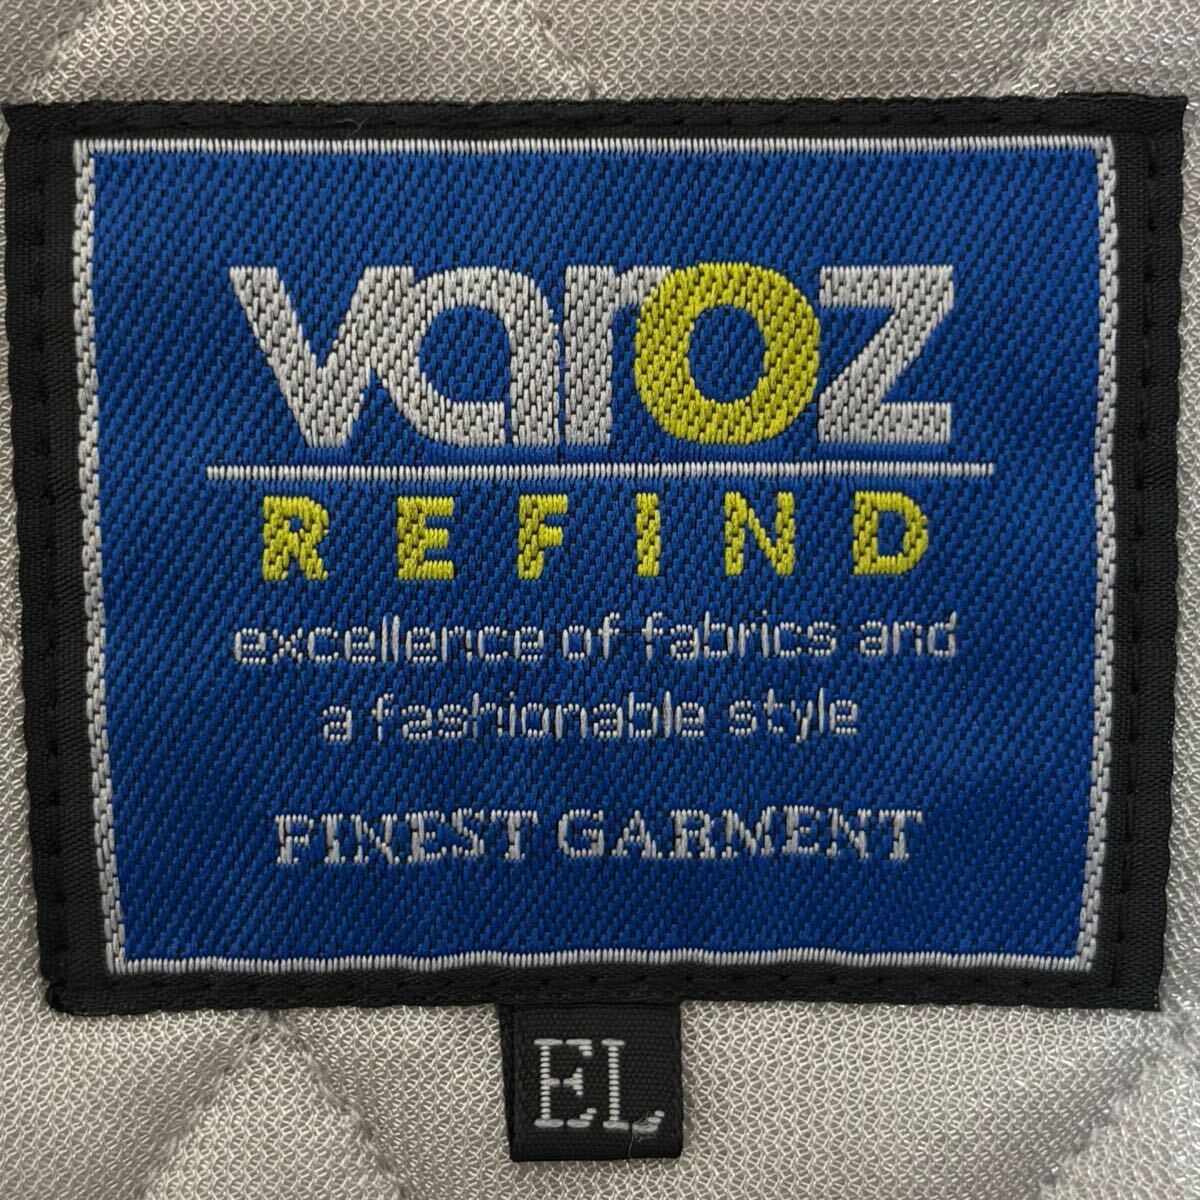 varoz
REFIND
excellence of fabrics and
a fashionable style
FINEST GARMENT
EL